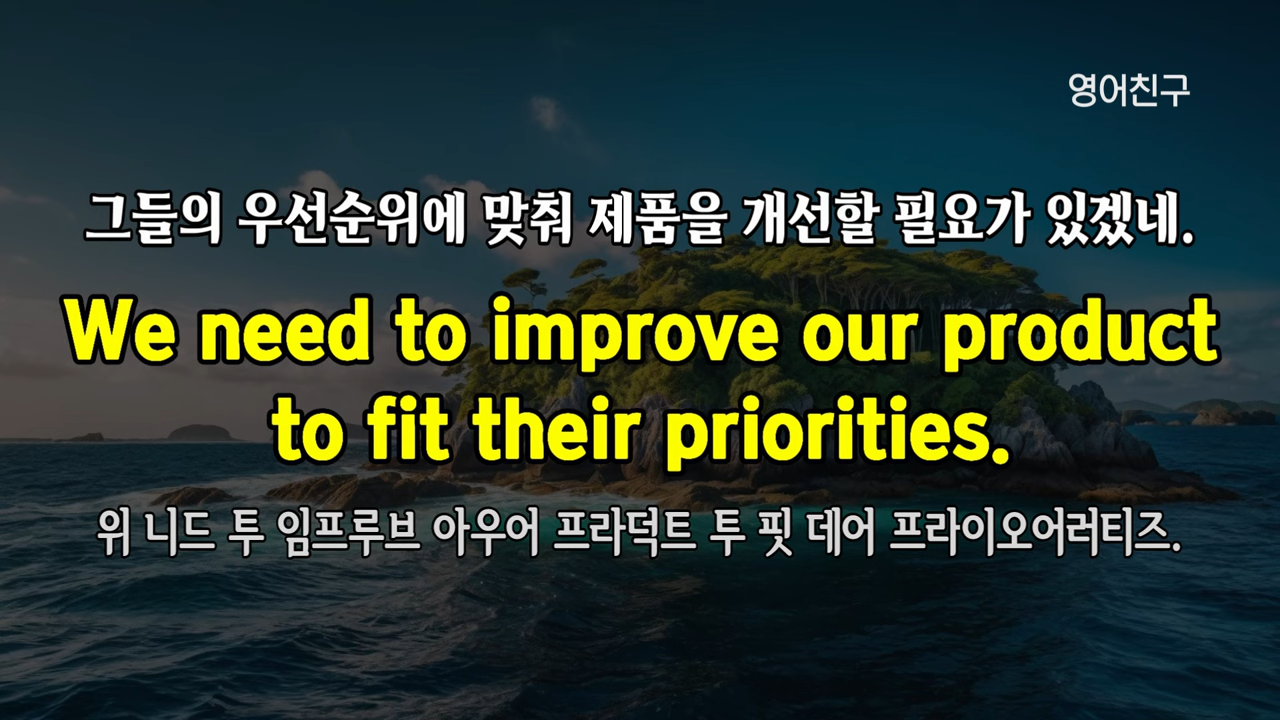 영어친구
그들의 우선순위에 맞춰 제품을 개선할 필요가 있겠네.
We need to improve our product
to fit their priorities.
위 니드 투 임프루브 아우어 프라덕트 투 핏 데어 프라이오어러티즈.